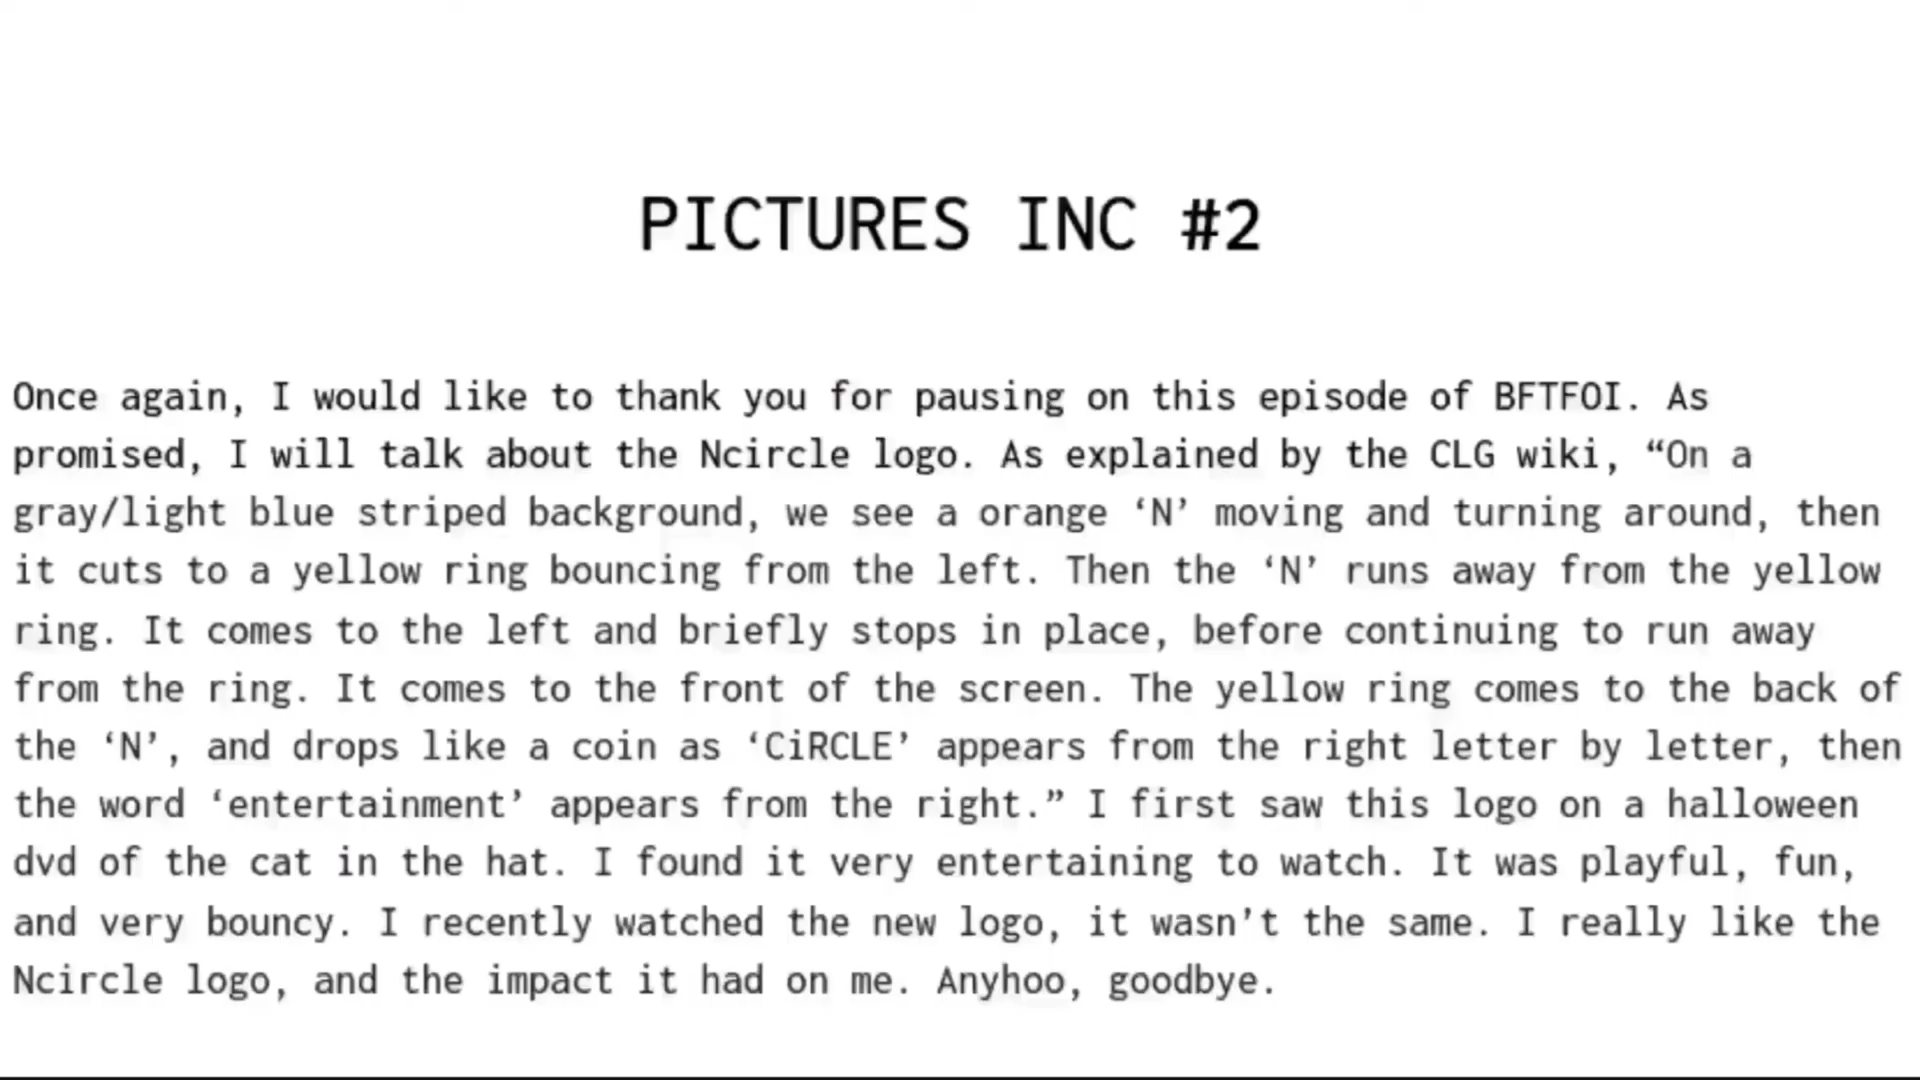 PICTURES INC #2
Once again, I would like to thank you for pausing on this episode of BFTFOI. As
promised, I will talk about the Ncircle logo. As explained by the CLG wiki, “On a
gray/light blue striped background, we see a orange ‘N’ moving and turning around, then
it cuts to a yellow ring bouncing from the left. Then the ‘N’ runs away from the yellow
ring. It comes to the left and briefly stops in place, before continuing to run away
from the ring. It comes to the front of the screen. The yellow ring comes to the back of
the ‘N’, and drops like a coin as ‘CiRCLE’ appears from the right letter by letter, then
the word ‘entertainment’ appears from the right.” I first saw this logo on a halloween
dvd of the cat in the hat. I found it very entertaining to watch. It was playful, fun,
and very bouncy. I recently watched the new logo, it wasn’t the same. I really like the
Ncircle logo, and the impact it had on me. Anyhoo, goodbye.